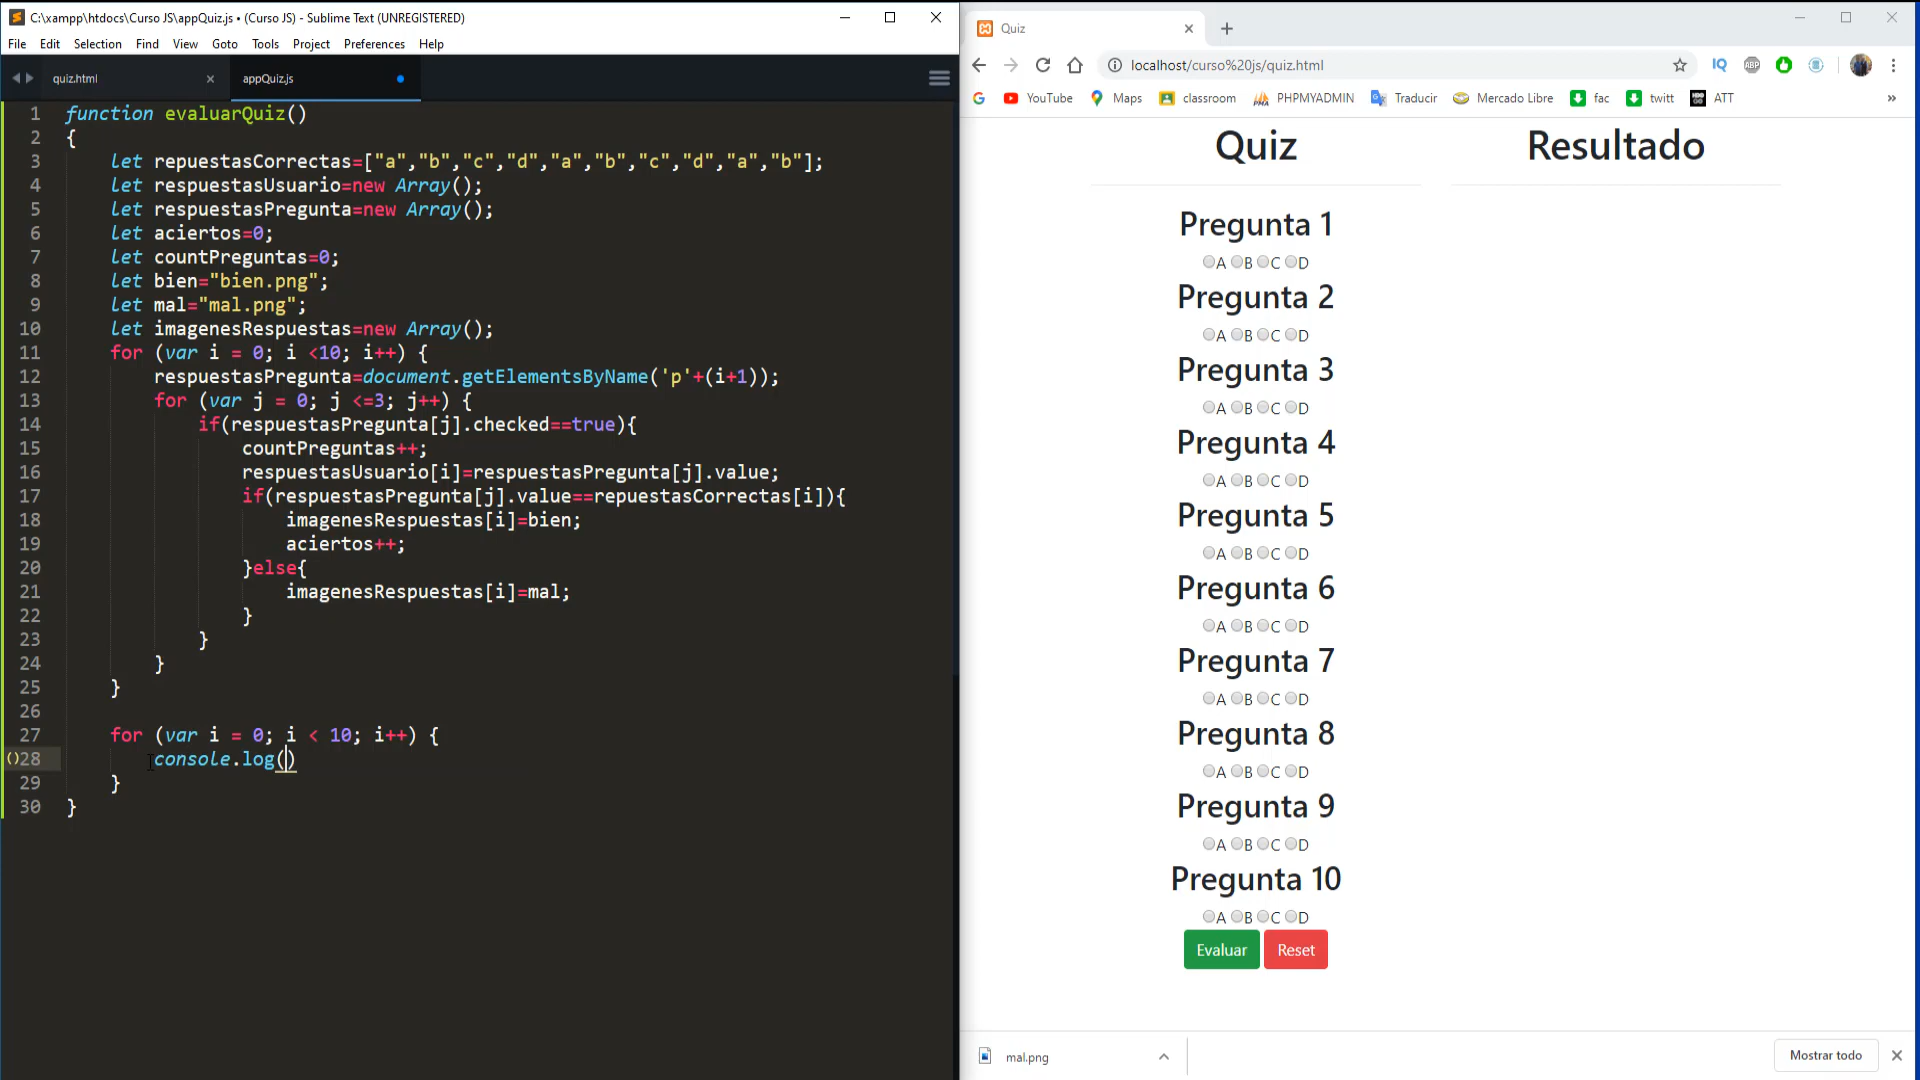 C:\xampp\htdocs\Curso JS\appQuiz.js • (Curso JS) - Sublime Text (UNREGISTERED)
File Edit Selection Find View Goto Tools Project Preferences Help
quiz.html × appQuiz.js
1 function evaluarQuiz()
2 {
3 let repuestasCorrectas=["a","b","c","d","a","b","c","d","a","b"];
4 let respuestasUsuario=new Array();
5 let respuestasPregunta=new Array();
6 let aciertos=0;
7 let countPreguntas=0;
8 let bien="bien.png";
9 let mal="mal.png";
10 let imagenesRespuestas=new Array();
11 for (var i = 0; i <10; i++) {
12 respuestasPregunta=document.getElementsByName('p'+(i+1));
13 for (var j = 0; j <=3; j++) {
14 if(respuestasPregunta[j].checked==true){
15 countPreguntas++;
16 respuestasUsuario[i]=respuestasPregunta[j].value;
17 if(respuestasPregunta[j].value==repuestasCorrectas[i]){
18 imagenesRespuestas[i]=bien;
19 aciertos++;
20 }else{
21 imagenesRespuestas[i]=mal;
22 }
23 }
24 }
25 }
26
27 for (var i = 0; i < 10; i++) {
28 console.log()
29 }
30 }
Quiz
localhost/curso%20js/quiz.html
IQ
ABP
YouTube Maps classroom PHPMYADMIN Traducir Mercado Libre fac twitt ATT »
Quiz
Resultado
Pregunta 1
A B C D
Pregunta 2
A B C D
Pregunta 3
A B C D
Pregunta 4
A B C D
Pregunta 5
A B C D
Pregunta 6
A B C D
Pregunta 7
A B C D
Pregunta 8
A B C D
Pregunta 9
A B C D
Pregunta 10
A B C D
Evaluar Reset
mal.png
Mostrar todo